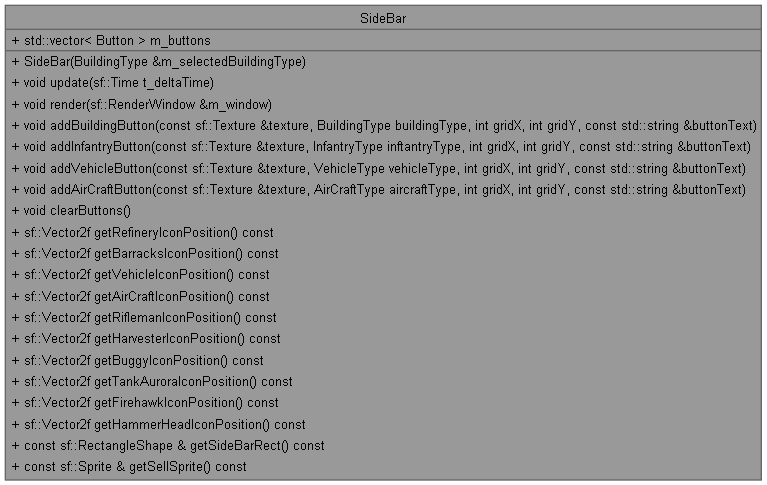 SideBar
+ std::vector< Button > m_buttons
+ SideBar(BuildingType &m_selectedBuildingType)
+ void update(sf::Time t_deltaTime)
+ void render(sf::RenderWindow &m_window)
+ void addBuildingButton(const sf::Texture &texture, BuildingType buildingType, int gridX, int gridY, const std::string &buttonText)
+ void addInfantryButton(const sf::Texture &texture, InfantryType inftantryType, int gridX, int gridY, const std::string &buttonText)
+ void addVehicleButton(const sf::Texture &texture, VehicleType vehicleType, int gridX, int gridY, const std::string &buttonText)
+ void addAirCraftButton(const sf::Texture &texture, AirCraftType aircraftType, int gridX, int gridY, const std::string &buttonText)
+ void clearButtons()
+ sf::Vector2f getRefineryIconPosition() const
+ sf::Vector2f getBarracksIconPosition() const
+ sf::Vector2f getVehicleIconPosition() const
+ sf::Vector2f getAirCraftIconPosition() const
+ sf::Vector2f getRiflemanIconPosition() const
+ sf::Vector2f getHarvesterIconPosition() const
+ sf::Vector2f getBuggyIconPosition() const
+ sf::Vector2f getTankAuroraIconPosition() const
+ sf::Vector2f getFirehawkIconPosition() const
+ sf::Vector2f getHammerHeadIconPosition() const
+ const sf::RectangleShape & getSideBarRect() const
+ const sf::Sprite & getSellSprite() const